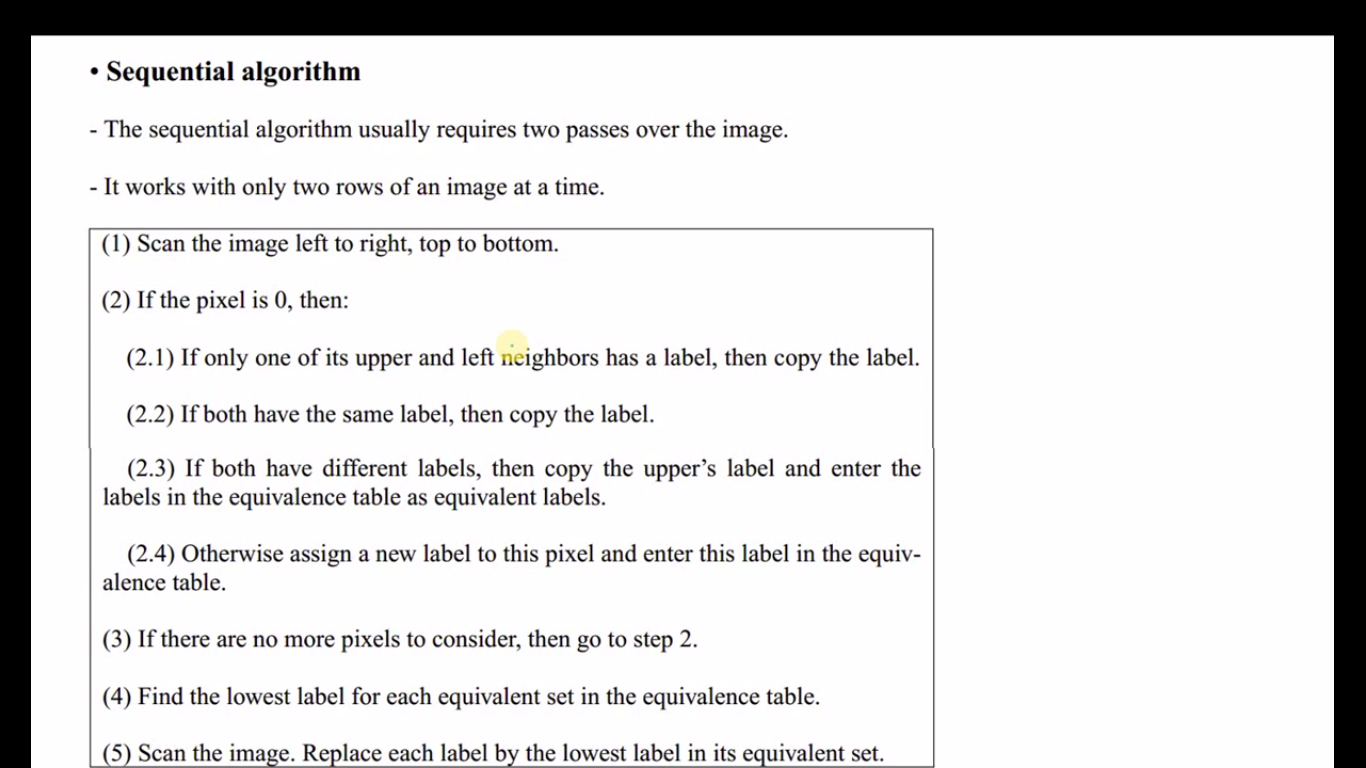 • Sequential algorithm
- The sequential algorithm usually requires two passes over the image.
- It works with only two rows of an image at a time.
(1) Scan the image left to right, top to bottom.
(2) If the pixel is 0, then:
(2.1) If only one of its upper and left neighbors has a label, then copy the label.
(2.2) If both have the same label, then copy the label.
(2.3) If both have different labels, then copy the upper’s label and enter the
labels in the equivalence table as equivalent labels.
(2.4) Otherwise assign a new label to this pixel and enter this label in the equiv-
alence table.
(3) If there are no more pixels to consider, then go to step 2.
(4) Find the lowest label for each equivalent set in the equivalence table.
(5) Scan the image. Replace each label by the lowest label in its equivalent set.